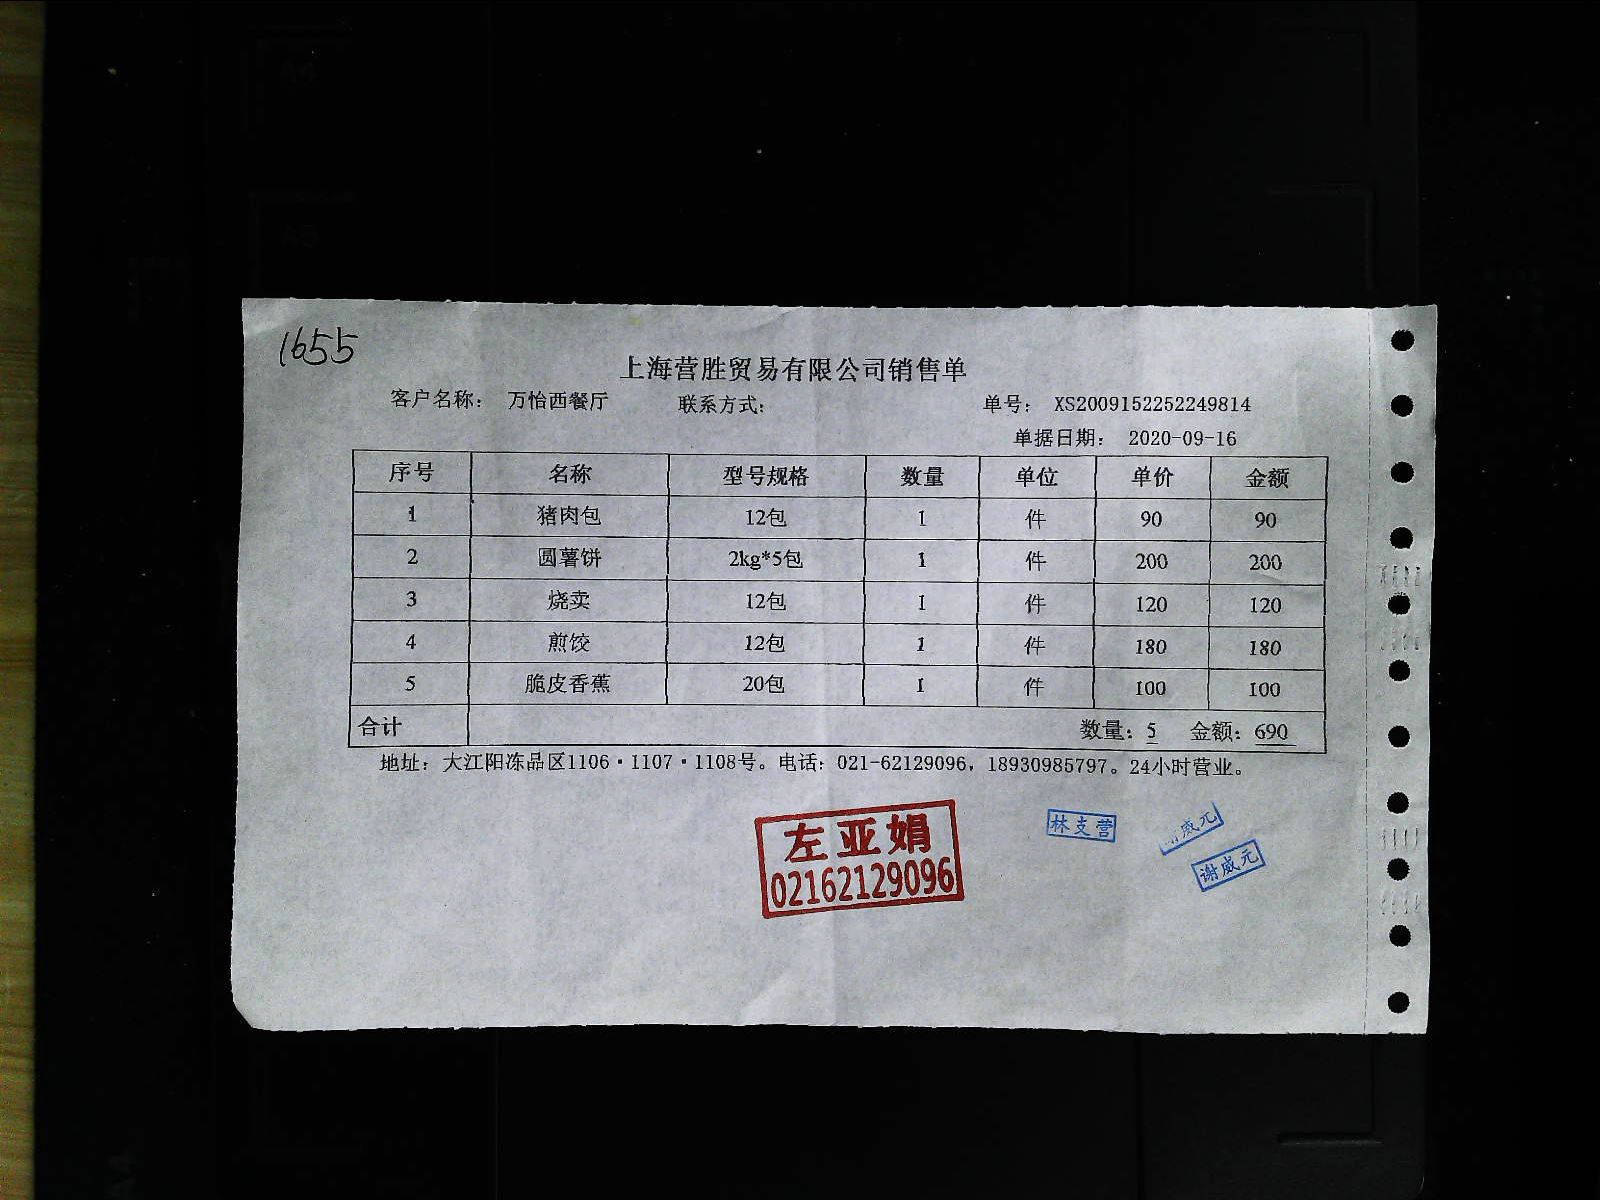 1655
上海营胜贸易有限公司销售单
客户名称： 万怡西餐厅 联系方式： 单号： XS2009152252249814
单据日期： 2020-09-16
序号 名称 型号规格 数量 单位 单价 金额
1 猪肉包 12包 1 件 90 90
2 圆薯饼 2kg*5包 1 件 200 200
3 烧卖 12包 1 件 120 120
4 煎饺 12包 1 件 180 180
5 脆皮香蕉 20包 1 件 100 100
合计 数量：5 金额：690
地址：大江阳冻品区1106·1107·1108号。电话：021-62129096，18930985797。24小时营业。
左亚娟
02162129096
林支营
威元
谢威元
A4
A5
A4